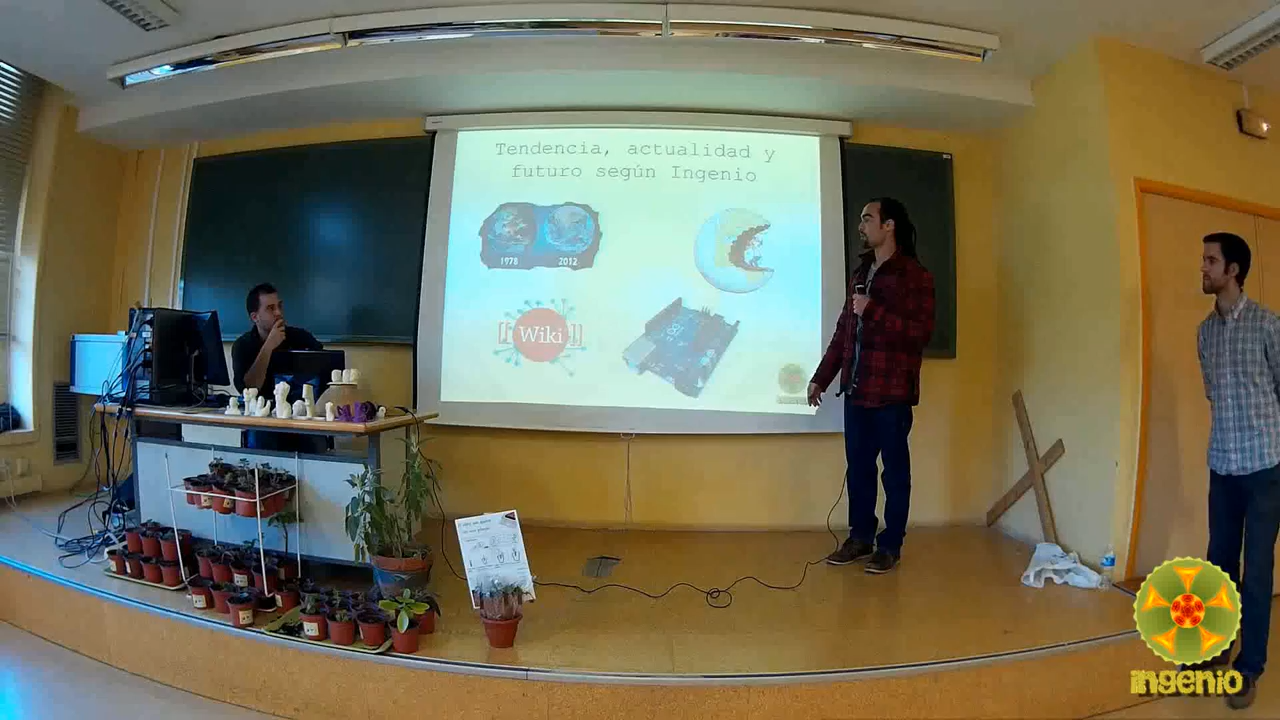 Tendencia, actualidad y
futuro según Ingenio
1978 2012
[[Wiki]]
INGENIO